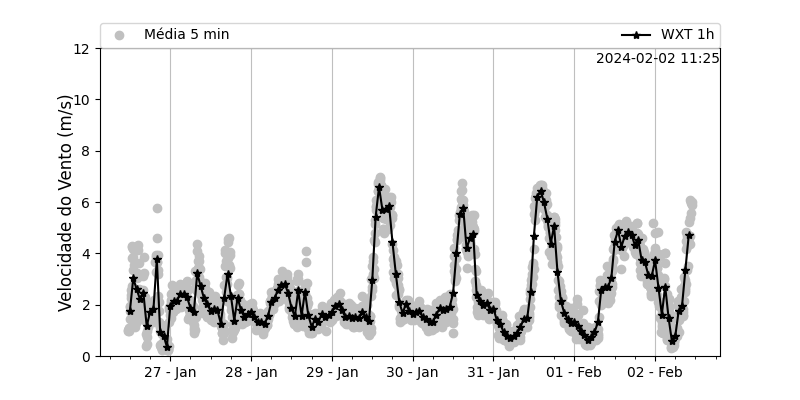 Média 5 min
WXT 1h
2024-02-02 11:25
Velocidade do Vento (m/s)
12
10
8
6
4
2
0
27 - Jan
28 - Jan
29 - Jan
30 - Jan
31 - Jan
01 - Feb
02 - Feb